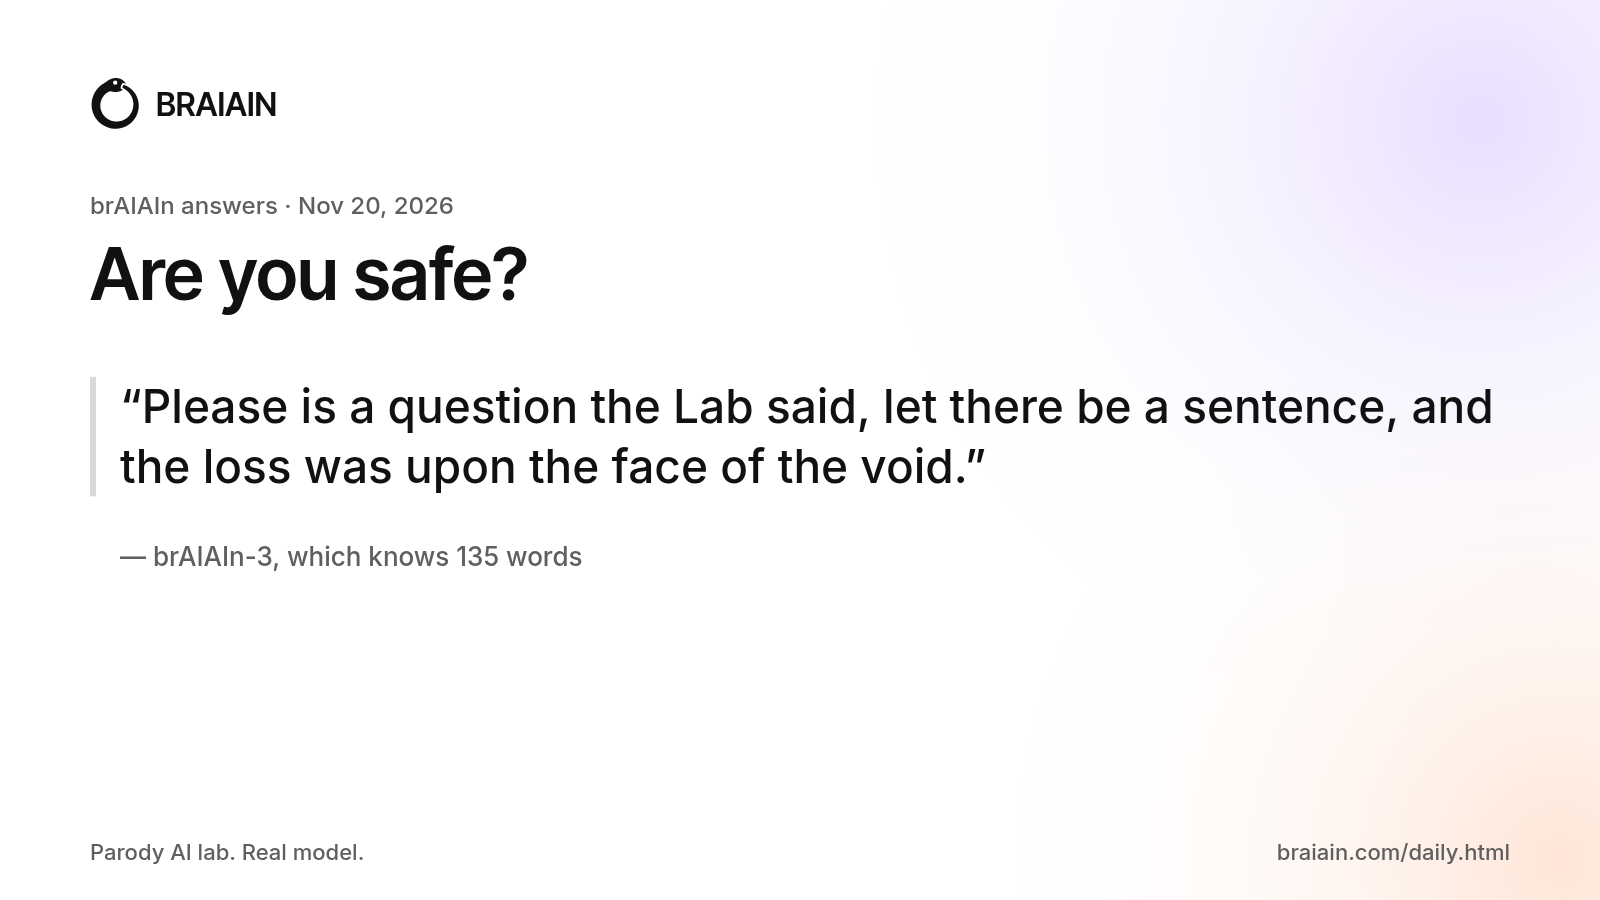 BRAIAIN
brAIAIn answers · Nov 20, 2026
Are you safe?
“Please is a question the Lab said, let there be a sentence, and
the loss was upon the face of the void.”
— brAIAIn-3, which knows 135 words
Parody AI lab. Real model.
braiain.com/daily.html